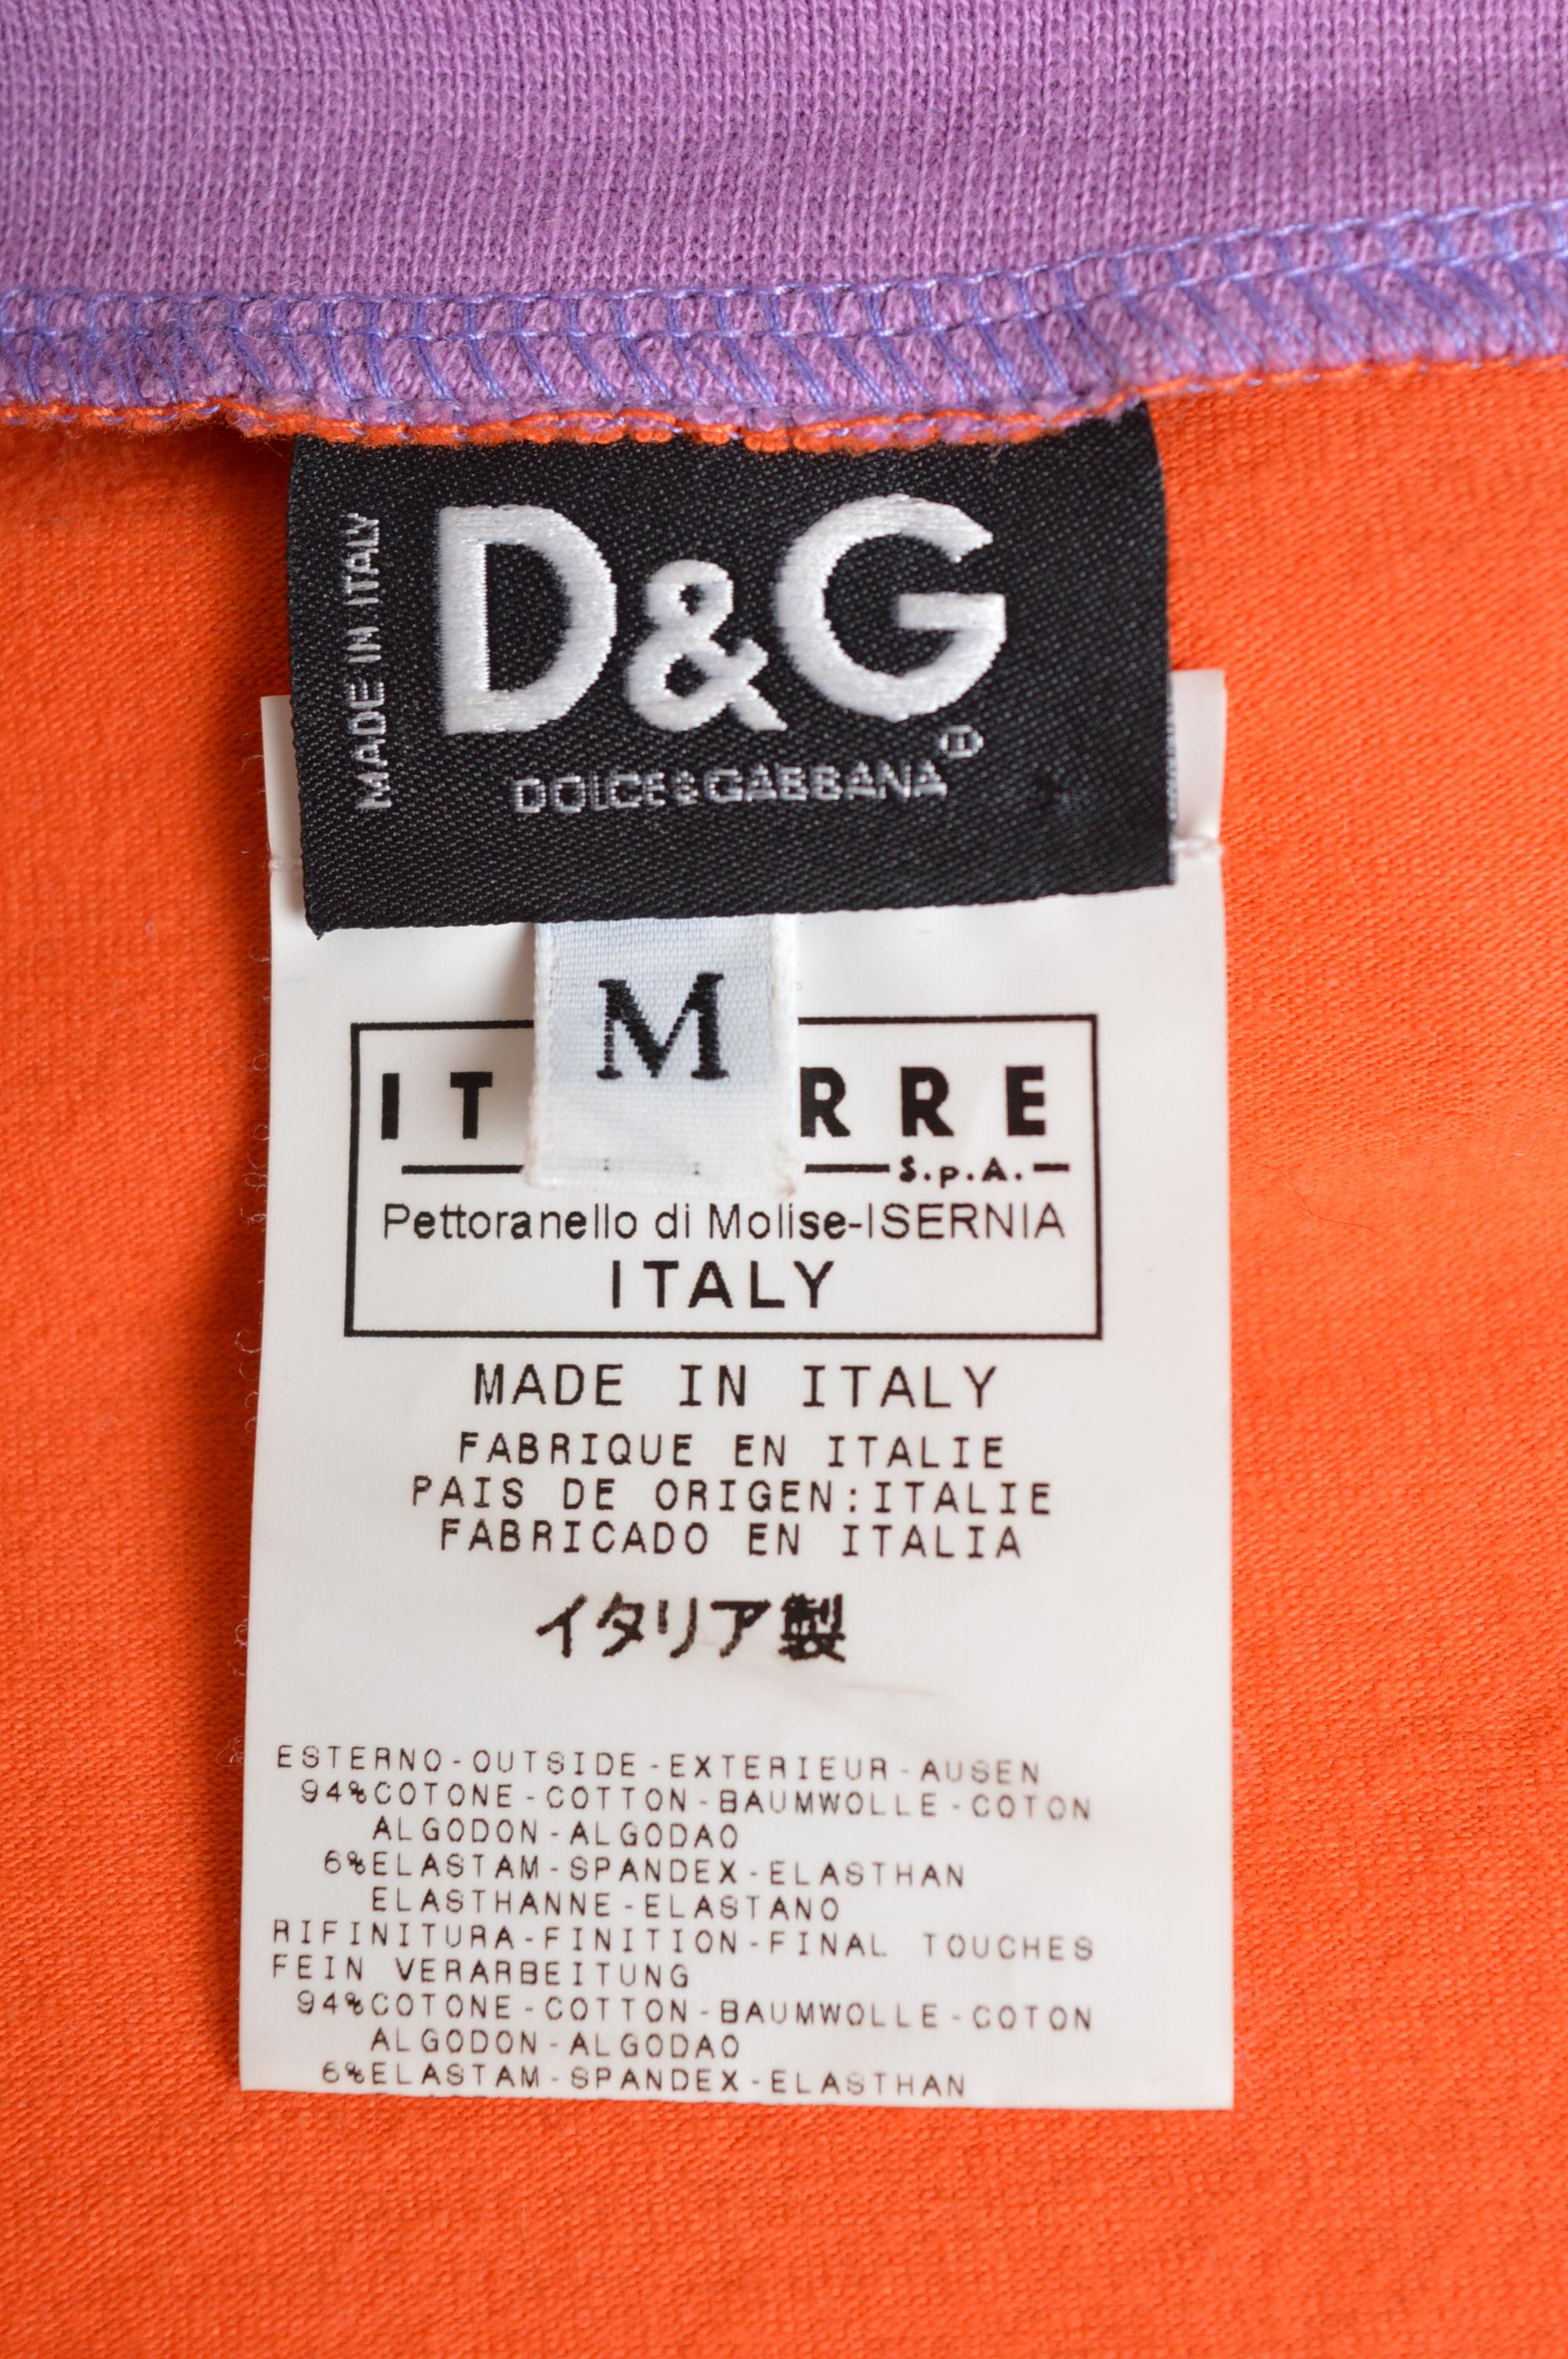 MADE IN ITALY
D&G
®
DOLCE&GABBANA
M
IT RRE
S.p.A.
Pettoranello di Molise-ISERNIA
ITALY
MADE IN ITALY
FABRIQUE EN ITALIE
PAIS DE ORIGEN:ITALIE
FABRICADO EN ITALIA
イタリア製
ESTERNO-OUTSIDE-EXTERIEUR-AUSEN
94%COTONE-COTTON-BAUMWOLLE-COTON
ALGODON-ALGODAO
6%ELASTAM-SPANDEX-ELASTHAN
ELASTHANNE-ELASTANO
RIFINITURA-FINITION-FINAL TOUCHES
FEIN VERARBEITUNG
94%COTONE-COTTON-BAUMWOLLE-COTON
ALGODON-ALGODAO
6%ELASTAM-SPANDEX-ELASTHAN